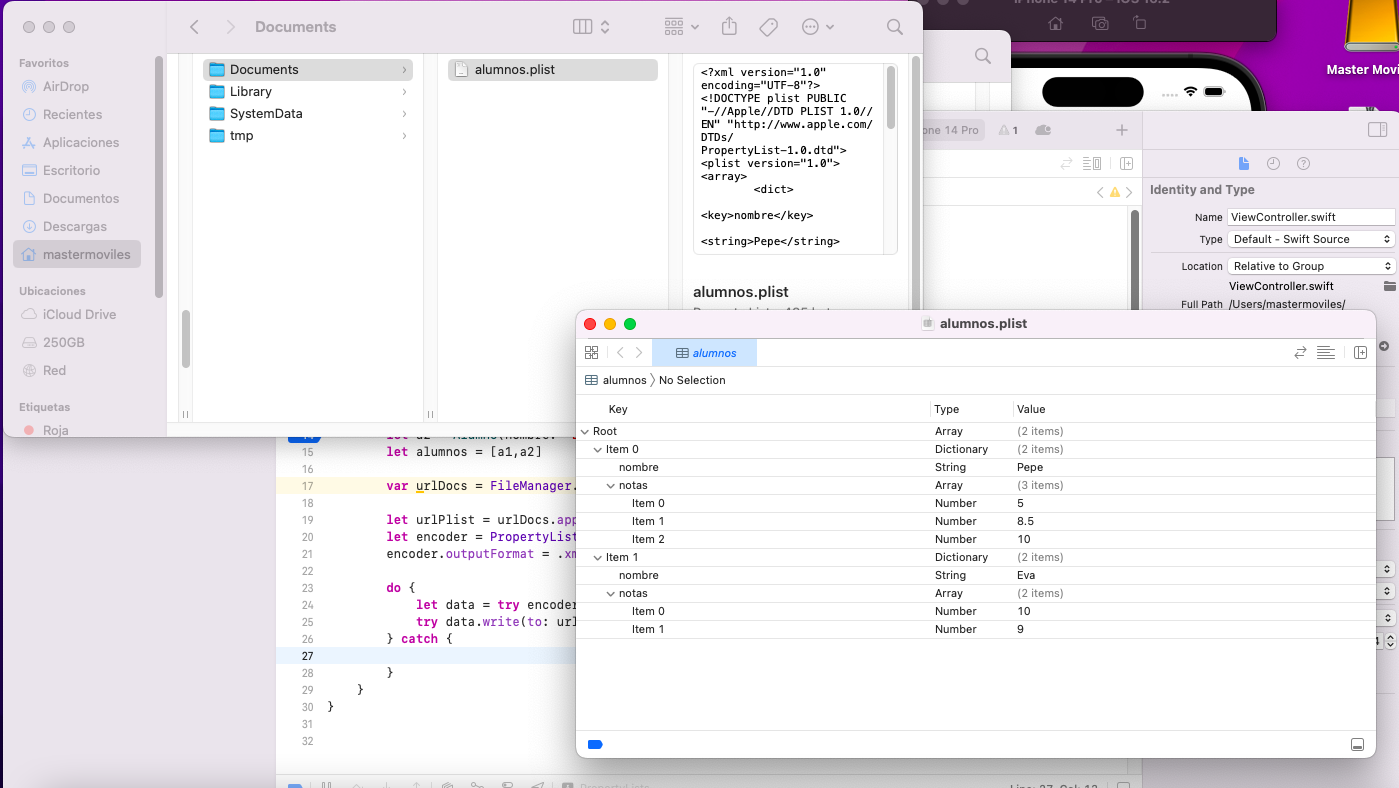 Documents
Favoritos
AirDrop
Recientes
Aplicaciones
Escritorio
Documentos
Descargas
mastermoviles
Ubicaciones
iCloud Drive
250GB
Red
Etiquetas
Roja
Documents
Library
SystemData
tmp
alumnos.plist
<?xml version="1.0"
encoding="UTF-8"?>
<!DOCTYPE plist PUBLIC
"-//Apple//DTD PLIST 1.0//
EN" "http://www.apple.com/
DTDs/
PropertyList-1.0.dtd">
<plist version="1.0">
<array>
<dict>
<key>nombre</key>
<string>Pepe</string>
alumnos.plist
Master Movi
one 14 Pro
1
Identity and Type
Name ViewController.swift
Type Default - Swift Source
Location Relative to Group
ViewController.swift
Full Path /Users/mastermoviles/
alumnos.plist
alumnos
alumnos No Selection
Key Type Value
Root Array (2 items)
Item 0 Dictionary (2 items)
nombre String Pepe
notas Array (3 items)
Item 0 Number 5
Item 1 Number 8.5
Item 2 Number 10
Item 1 Dictionary (2 items)
nombre String Eva
notas Array (2 items)
Item 0 Number 10
Item 1 Number 9
15 let alumnos = [a1,a2]
16
17 var urlDocs = FileManager.
18
19 let urlPlist = urlDocs.app
20 let encoder = PropertyList
21 encoder.outputFormat = .xm
22
23 do {
24 let data = try encoder
25 try data.write(to: url
26 } catch {
27
28 }
29 }
30 }
31
32